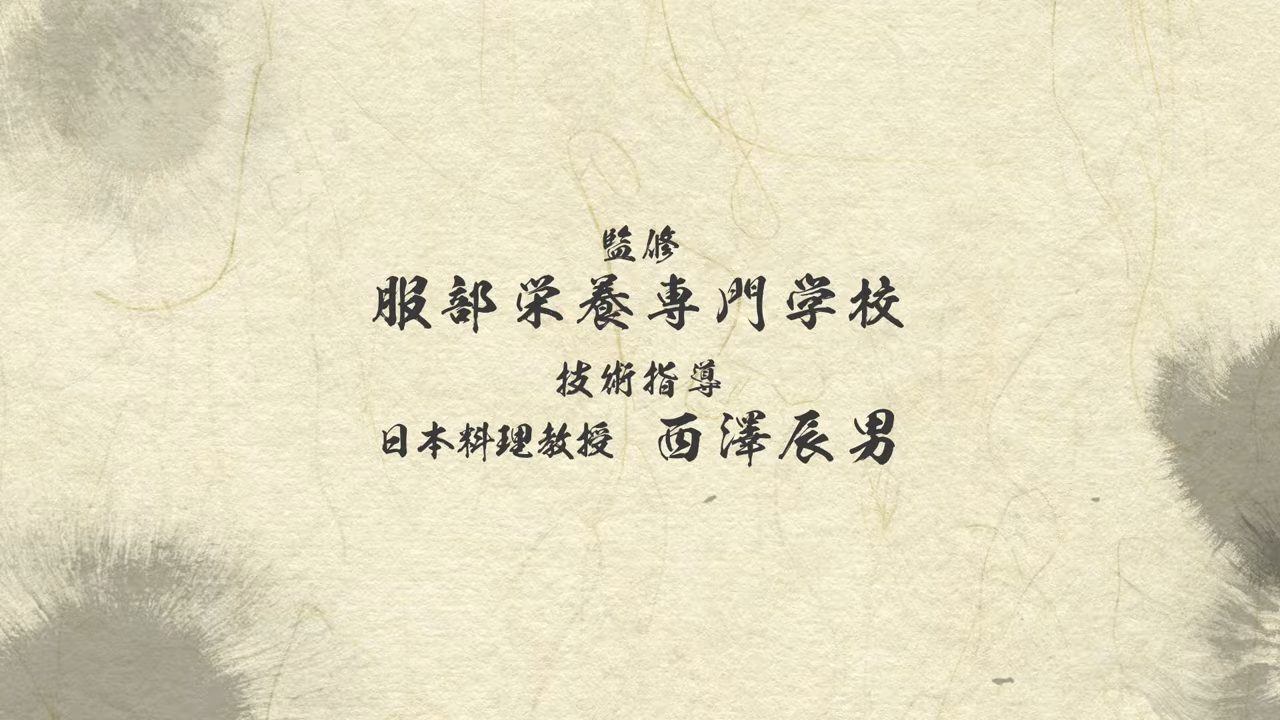 監修
服部栄養専門学校
技術指導
日本料理教授 西澤辰男